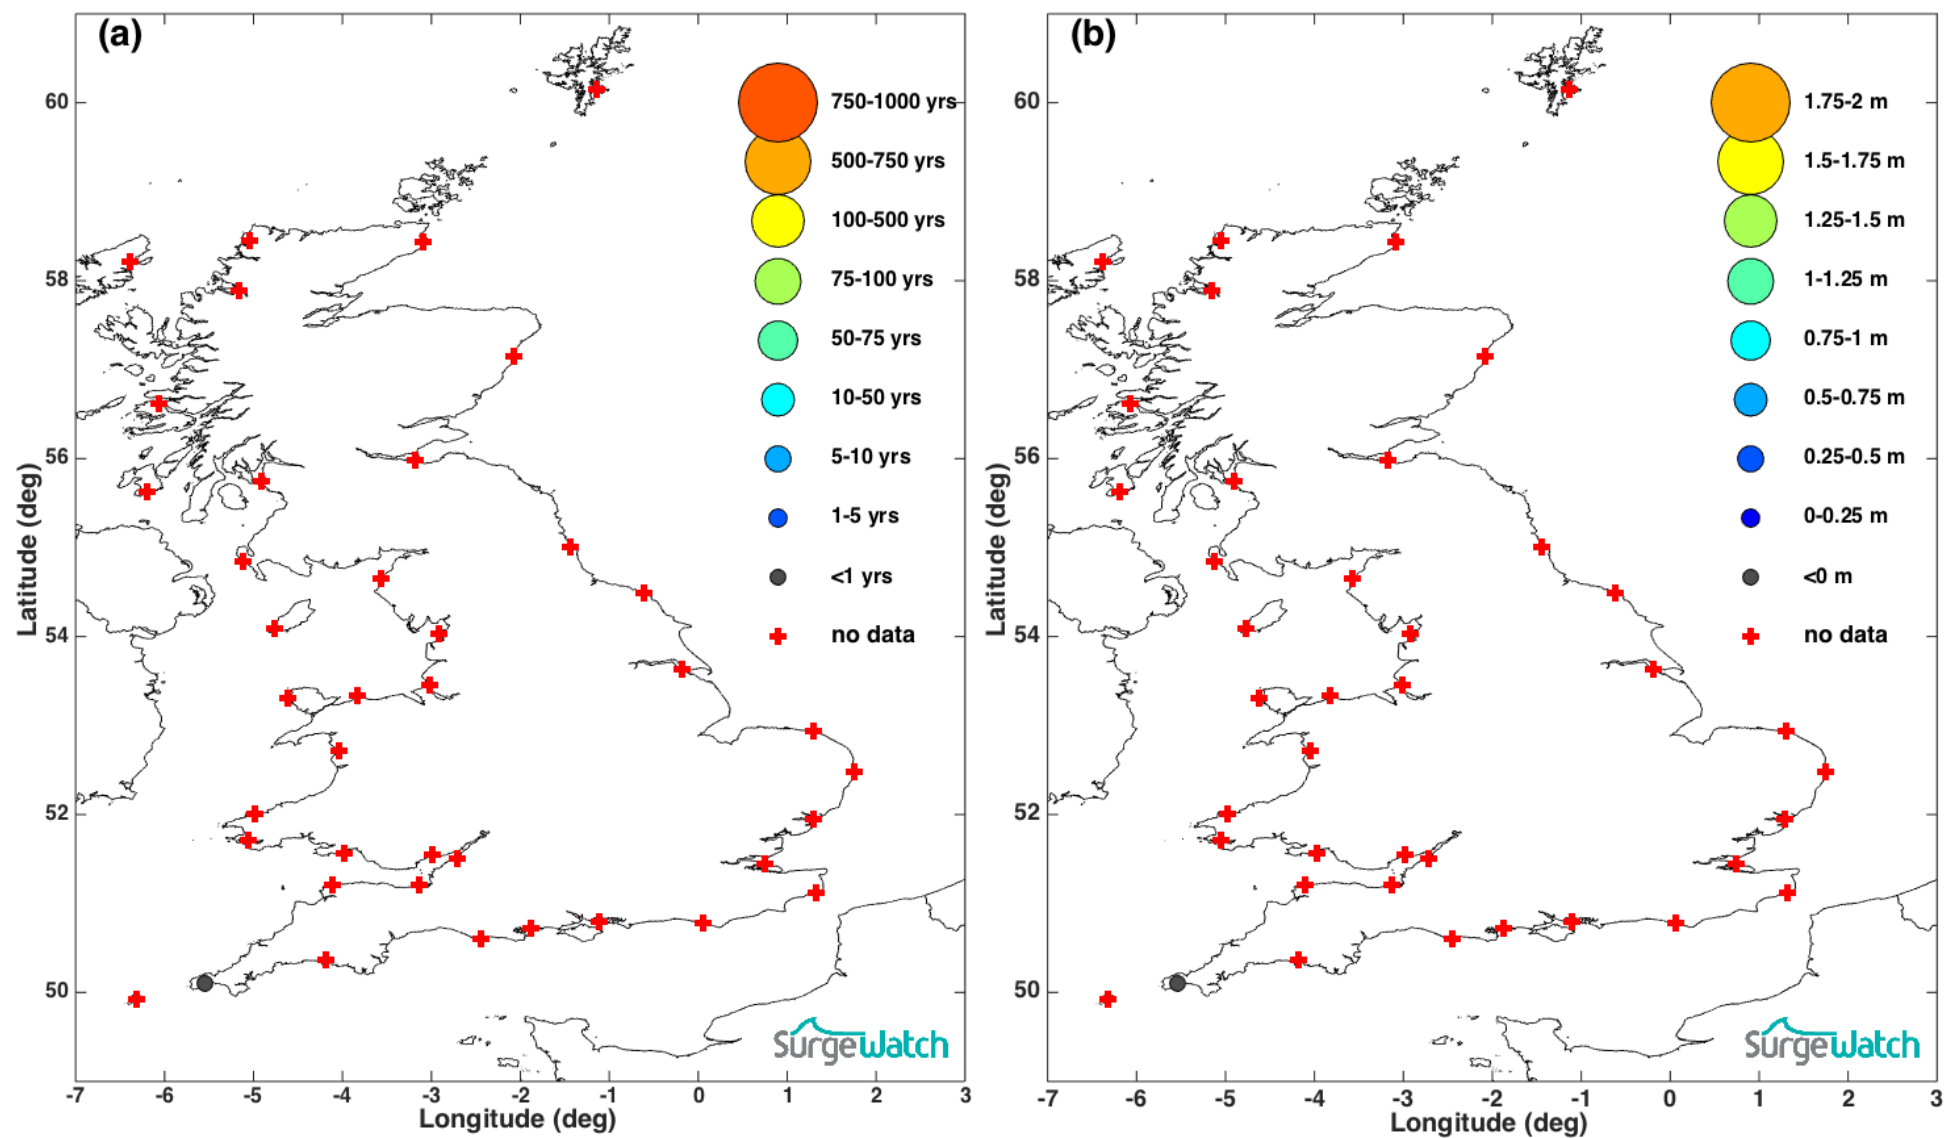 (a)
750-1000 yrs
500-750 yrs
100-500 yrs
75-100 yrs
50-75 yrs
10-50 yrs
5-10 yrs
1-5 yrs
<1 yrs
no data
60
58
56
54
52
50
Latitude (deg)
-7 -6 -5 -4 -3 -2 -1 0 1 2 3
Longitude (deg)
SurgeWatch
(b)
1.75-2 m
1.5-1.75 m
1.25-1.5 m
1-1.25 m
0.75-1 m
0.5-0.75 m
0.25-0.5 m
0-0.25 m
<0 m
no data
60
58
56
54
52
50
Latitude (deg)
-7 -6 -5 -4 -3 -2 -1 0 1 2 3
Longitude (deg)
SurgeWatch